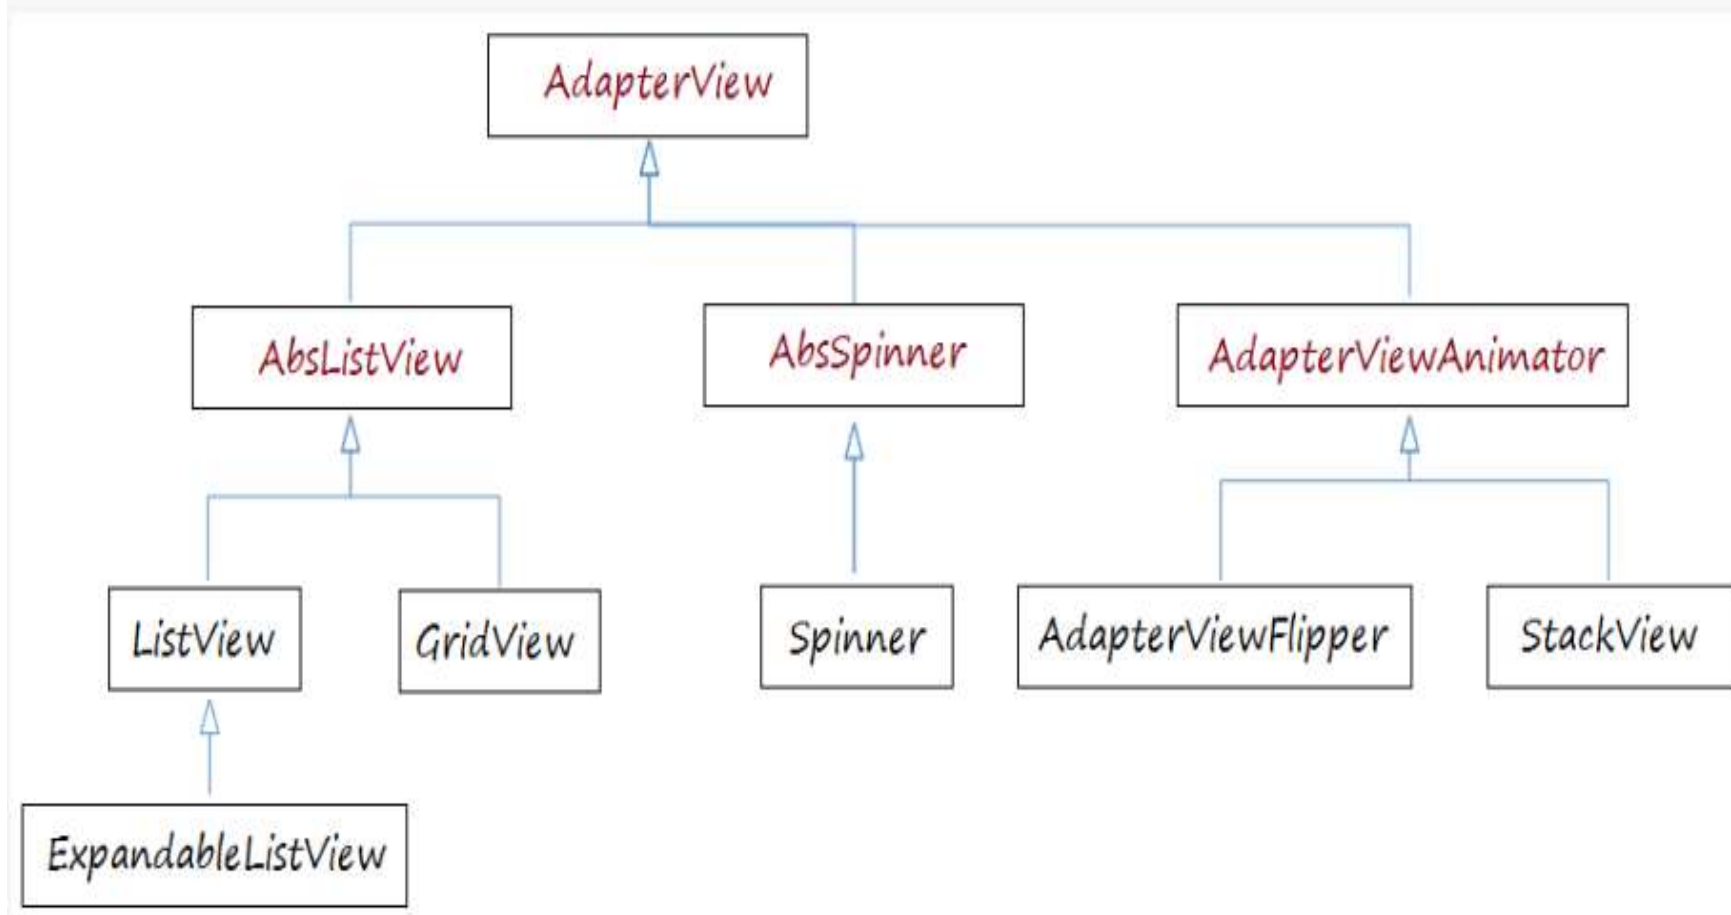 AdapterView
AbsListView
AbsSpinner
AdapterViewAnimator
ListView
GridView
Spinner
AdapterViewFlipper
StackView
ExpandableListView